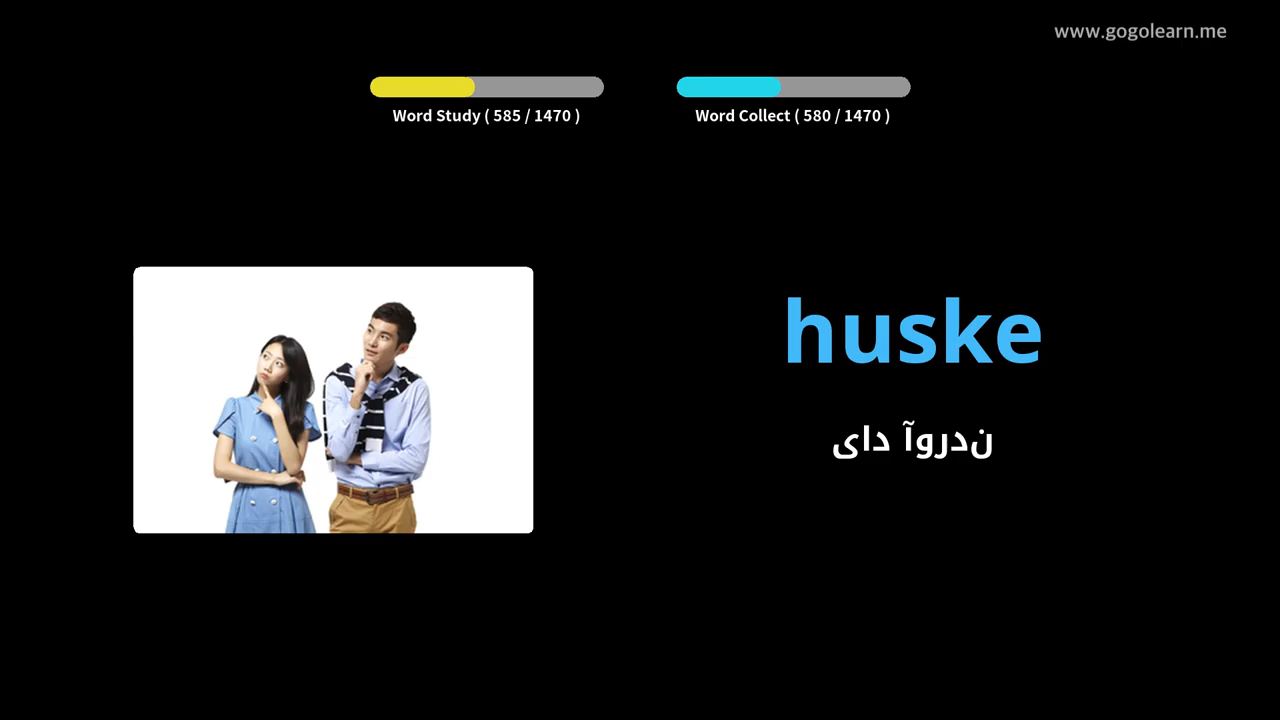 www.gogolearn.me
Word Study ( 585 / 1470 )
Word Collect ( 580 / 1470 )
huske
ندروآ دای